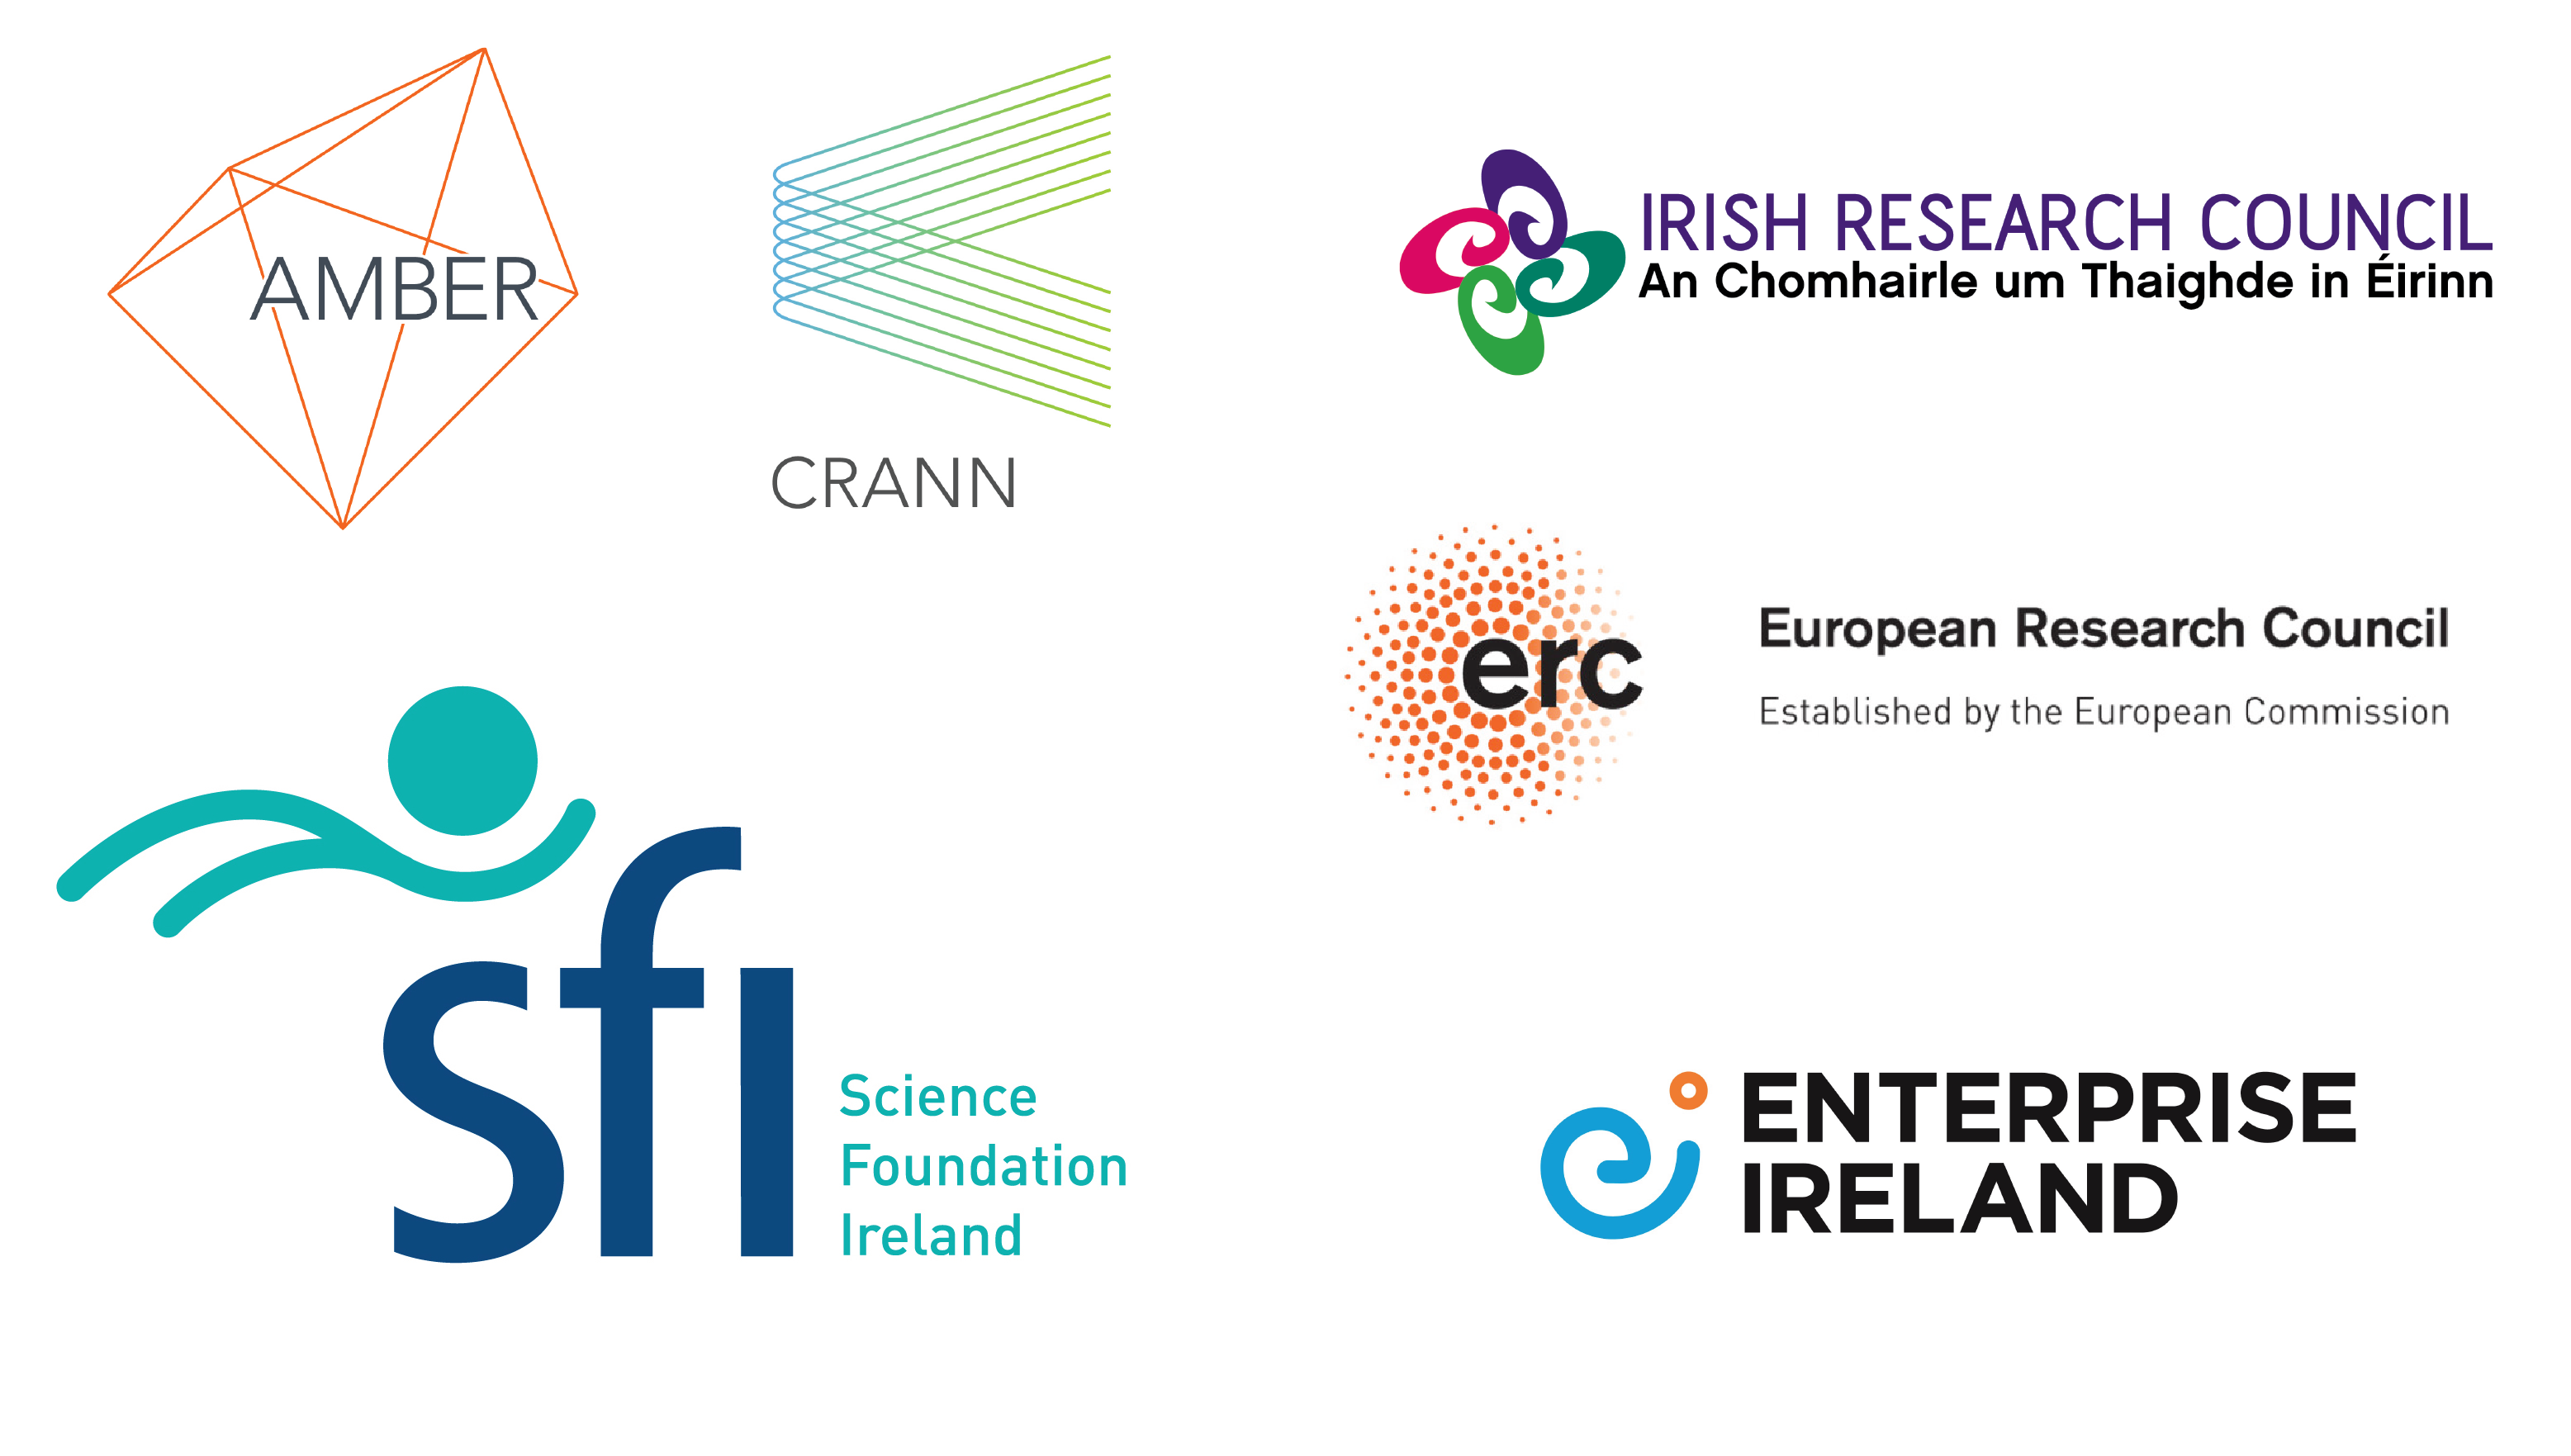 AMBER
CRANN
IRISH RESEARCH COUNCIL
An Chomhairle um Thaighde in Éirinn
erc
European Research Council
Established by the European Commission
sfi
Science
Foundation
Ireland
ENTERPRISE
IRELAND